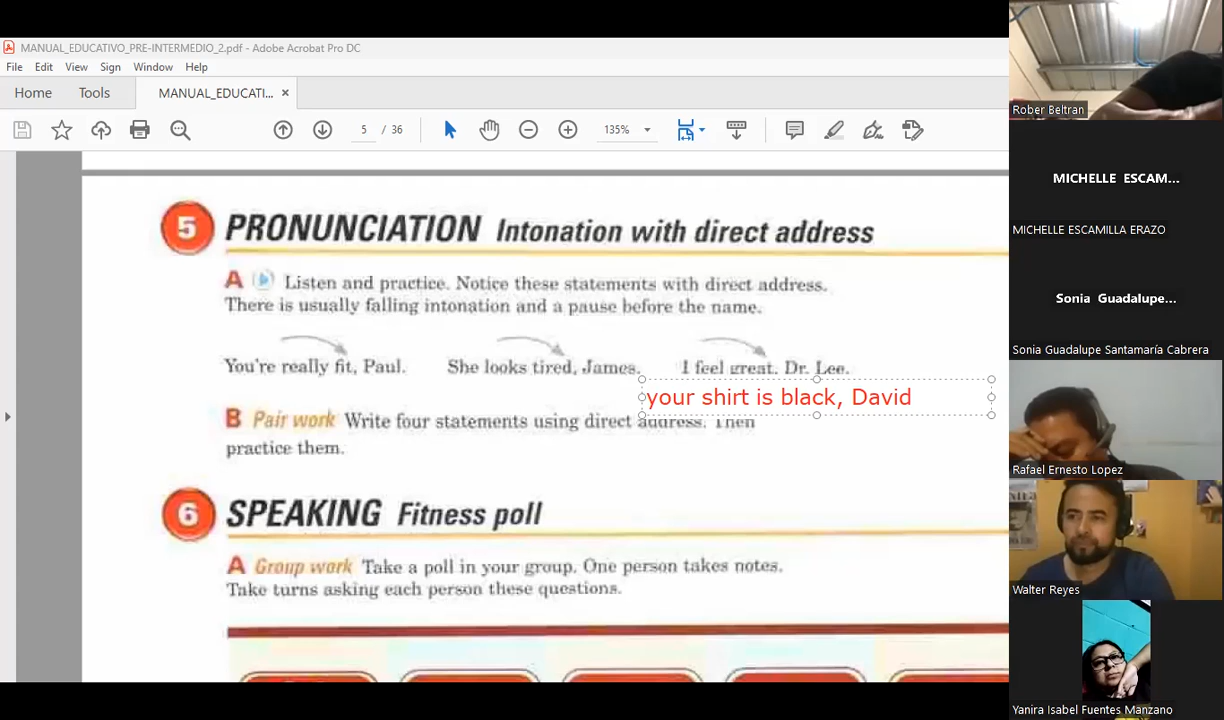 MANUAL_EDUCATIVO_PRE-INTERMEDIO_2.pdf - Adobe Acrobat Pro DC
File Edit View Sign Window Help
Home Tools MANUAL_EDUCATI... ×
5 / 36 135%
5 PRONUNCIATION Intonation with direct address
A Listen and practice. Notice these statements with direct address.
There is usually falling intonation and a pause before the name.
You're really fit, Paul. She looks tired, James. I feel great. Dr. Lee.
your shirt is black, David
B Pair work Write four statements using direct address. Then
practice them.
6 SPEAKING Fitness poll
A Group work Take a poll in your group. One person takes notes.
Take turns asking each person these questions.
Rober Beltran
MICHELLE ESCAM...
MICHELLE ESCAMILLA ERAZO
Sonia Guadalupe...
Sonia Guadalupe Santamaría Cabrera
Rafael Ernesto Lopez
Walter Reyes
Yanira Isabel Fuentes Manzano